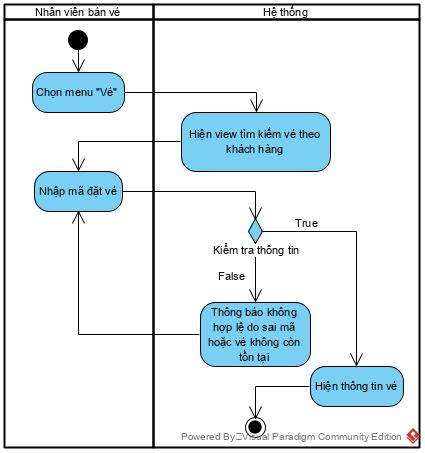 Nhân viên bán vé
Hệ thống
Chọn menu "Vé"
Hiện view tìm kiếm vé theo
khách hàng
Nhập mã đặt vé
True
Kiểm tra thông tin
False
Thông báo không
hợp lệ do sai mã
hoặc vé không còn
tồn tại
Hiện thông tin vé
Powered By Visual Paradigm Community Edition